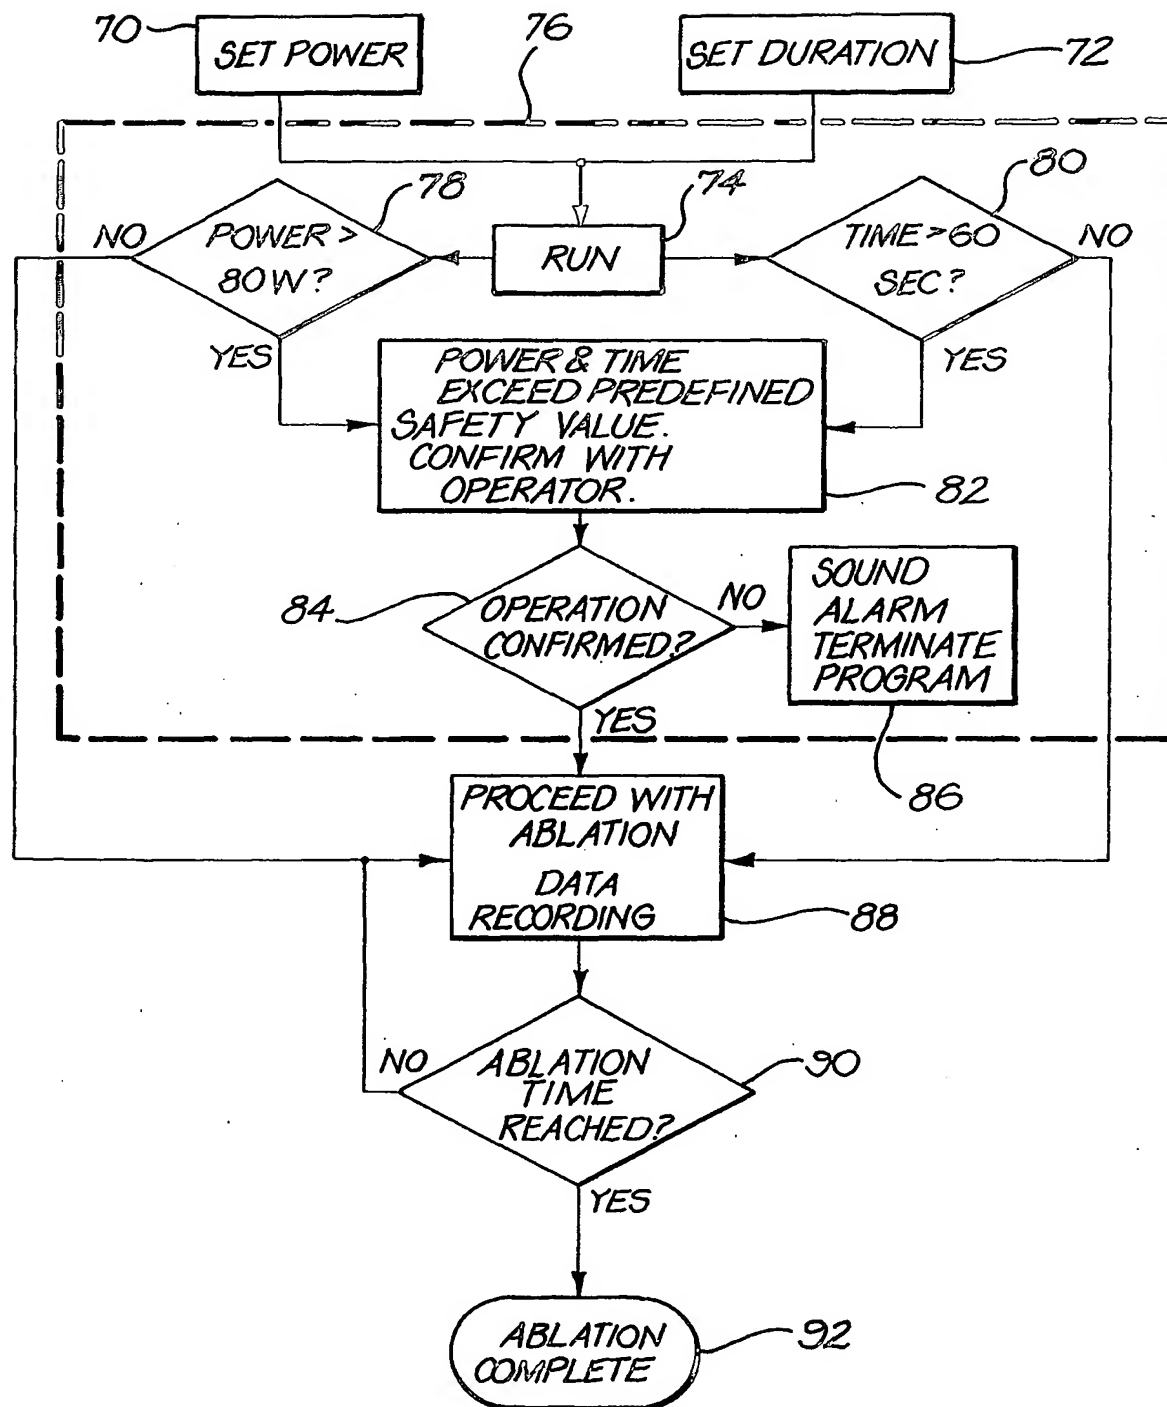 70
SET POWER
76
SET DURATION
72
78
74
80
NO
POWER >
80W?
RUN
TIME > 60
SEC?
NO
YES
POWER & TIME
EXCEED PREDEFINED
SAFETY VALUE.
CONFIRM WITH
OPERATOR.
YES
82
84
OPERATION
CONFIRMED?
NO
SOUND
ALARM
TERMINATE
PROGRAM
YES
86
PROCEED WITH
ABLATION
DATA
RECORDING
88
NO
ABLATION
TIME
REACHED?
90
YES
ABLATION
COMPLETE
92